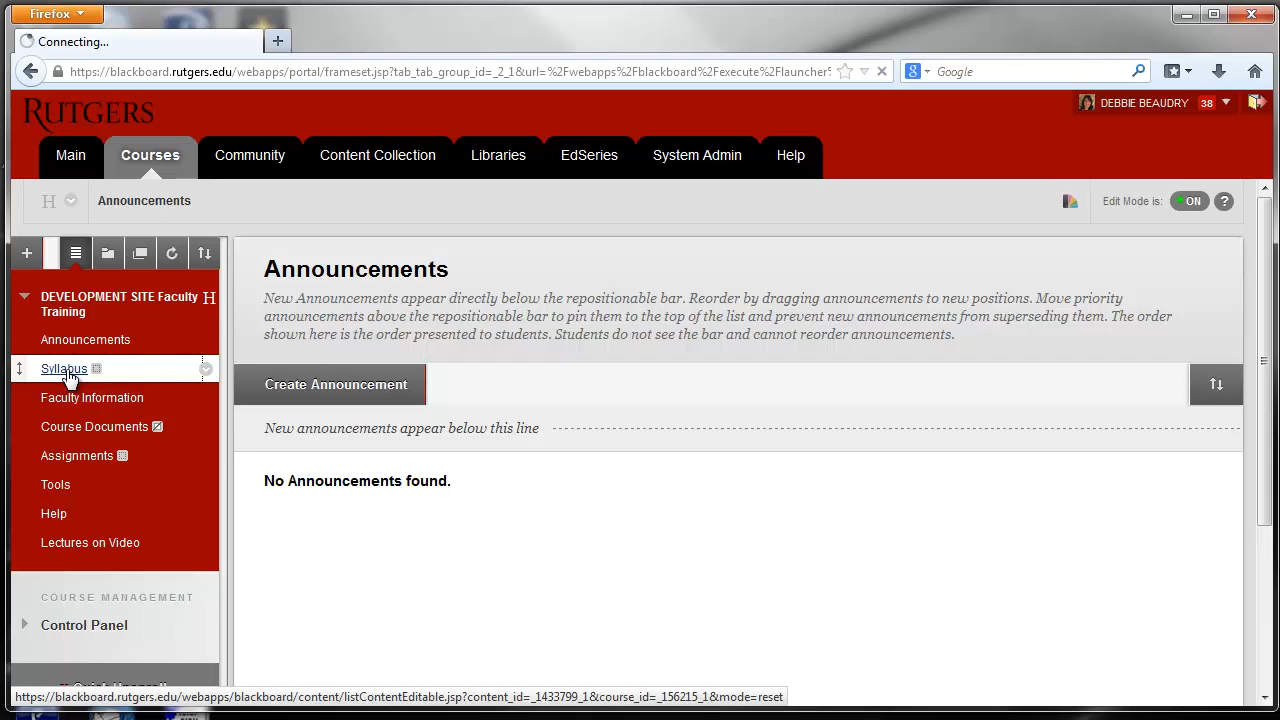 Firefox
Connecting...
https://blackboard.rutgers.edu/webapps/portal/frameset.jsp?tab_tab_group_id=_2_1&url=%2Fwebapps%2Fblackboard%2Fexecute%2Flauncher
Google
RUTGERS
DEBBIE BEAUDRY 38
Main Courses Community Content Collection Libraries EdSeries System Admin Help
H Announcements
Edit Mode is: ON ?
DEVELOPMENT SITE Faculty H
Training
Announcements
Syllabus
Faculty Information
Course Documents
Assignments
Tools
Help
Lectures on Video
COURSE MANAGEMENT
Control Panel
Announcements
New Announcements appear directly below the repositionable bar. Reorder by dragging announcements to new positions. Move priority
announcements above the repositionable bar to pin them to the top of the list and prevent new announcements from superseding them. The order
shown here is the order presented to students. Students do not see the bar and cannot reorder announcements.
Create Announcement
New announcements appear below this line
No Announcements found.
https://blackboard.rutgers.edu/webapps/blackboard/content/listContentEditable.jsp?content_id=_1433799_1&course_id=_156215_1&mode=reset